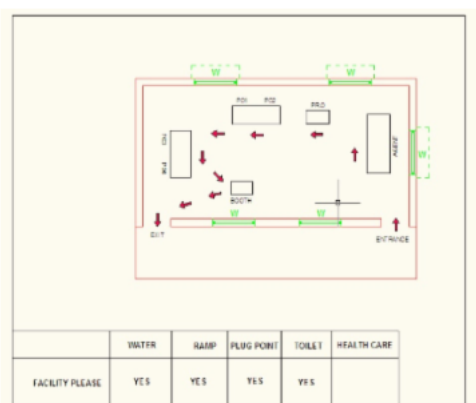 W W
PO1 PO2 PRO
AGENT
W
BOOTH
W W
EXIT ENTRANCE
WATER RAMP PLUG POINT TOILET HEALTH CARE
FACILITY PLEASE YES YES YES YES